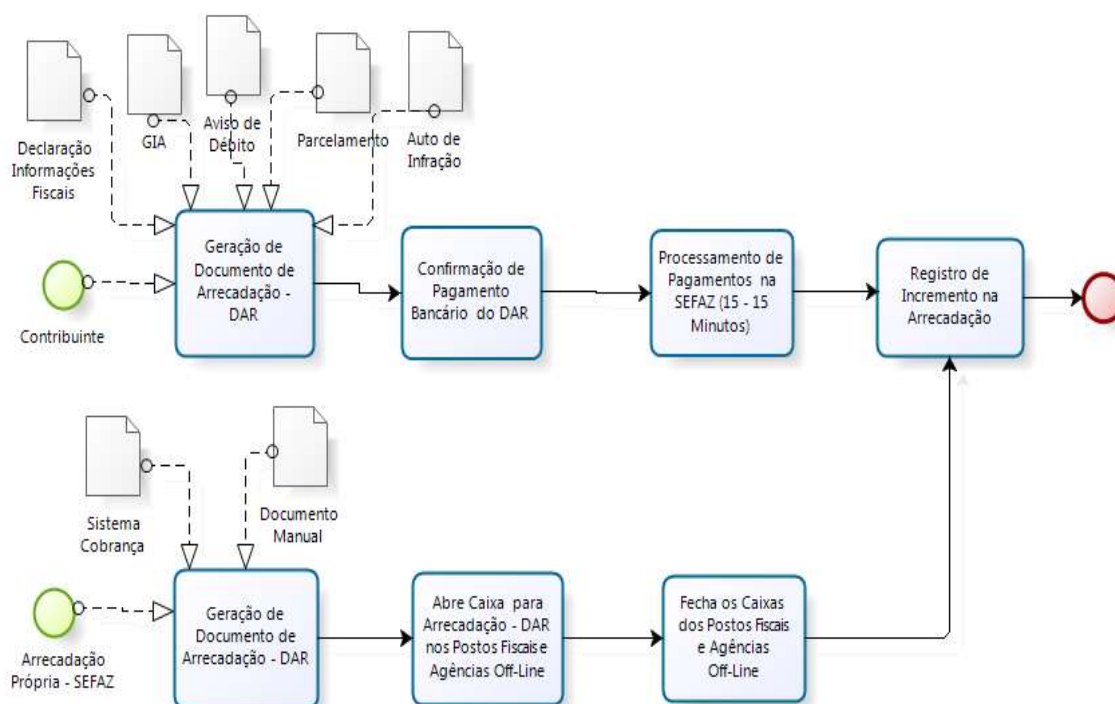 Declaração
Informações
Fiscais
GIA
Aviso de
Débito
Parcelamento
Auto de
Infração
Contribuinte
Geração de
Documento de
Arrecadação -
DAR
Confirmação de
Pagamento
Bancário do DAR
Processamento de
Pagamentos na
SEFAZ (15 - 15
Minutos)
Registro de
Incremento na
Arrecadação
Sistema
Cobrança
Documento
Manual
Arrecadação
Própria - SEFAZ
Geração de
Documento de
Arrecadação - DAR
Abre Caixa para
Arrecadação - DAR
nos Postos Fiscais e
Agências Off-Line
Fecha os Caixas
dos Postos Fiscais
e Agências
Off-Line